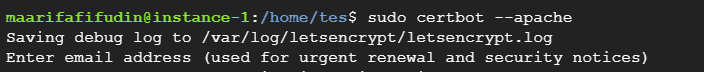 maarifafifudin@instance-1:/home/tes$ sudo certbot --apache
Saving debug log to /var/log/letsencrypt/letsencrypt.log
Enter email address (used for urgent renewal and security notices)